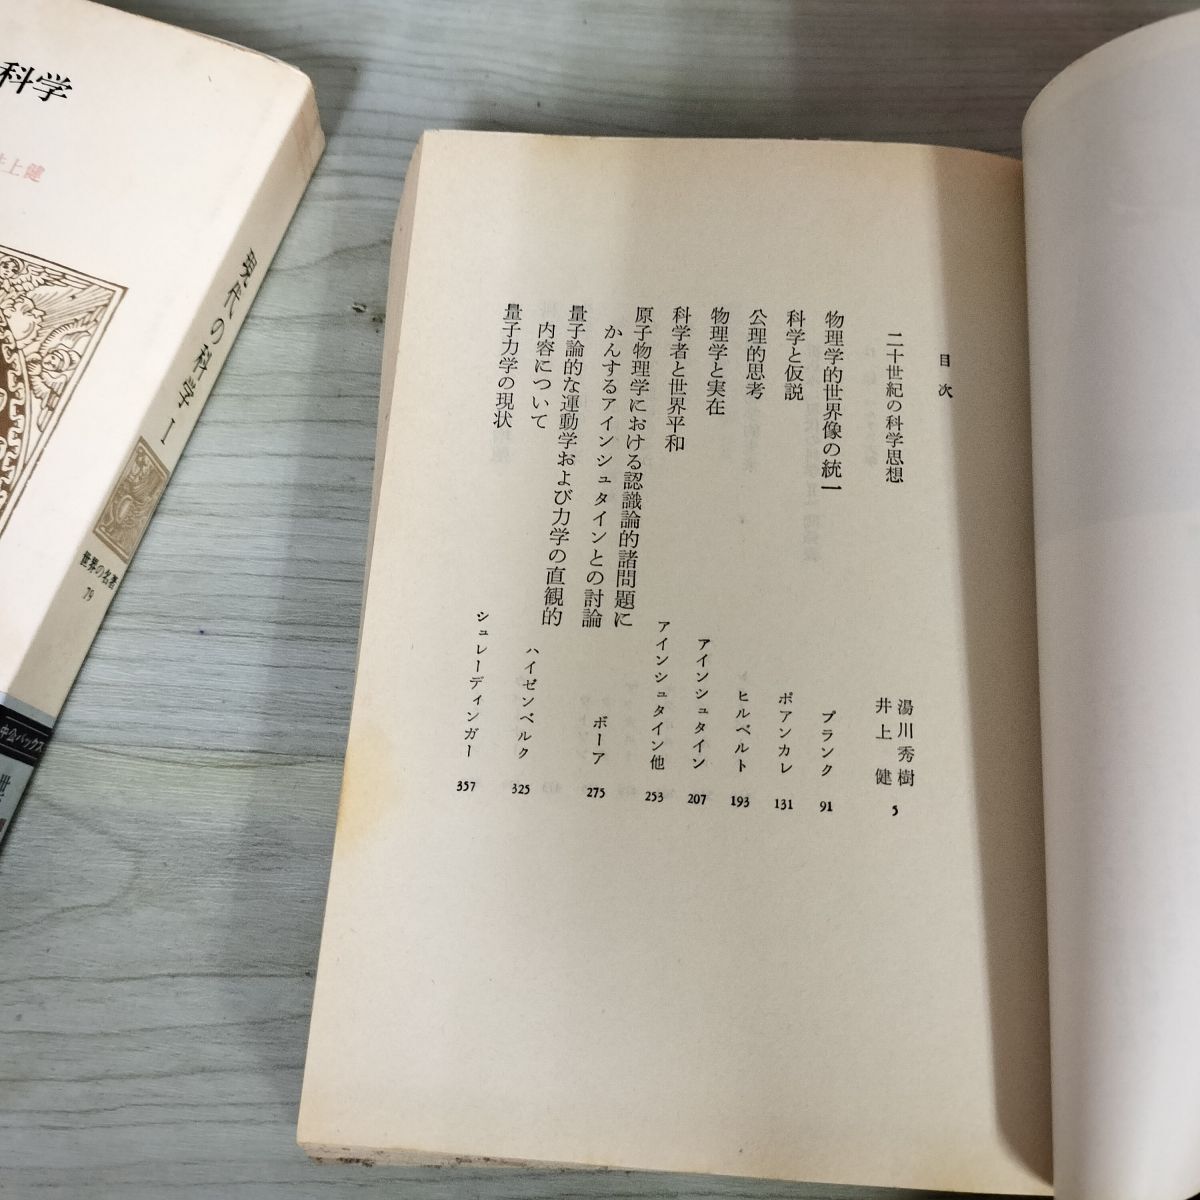 目次
二十世紀の科学思想
湯川秀樹
井上健
5
物理学的世界像の統一
プランク
91
科学と仮説
ポアンカレ
131
公理的思考
ヒルベルト
193
物理学と実在
アインシュタイン
207
科学者と世界平和
アインシュタイン他
253
原子物理学における認識論的諸問題に
かんするアインシュタインとの討論
ボーア
275
量子論的な運動学および力学の直観的
内容について
ハイゼンベルク
325
量子力学の現状
シュレーディンガー
357
科学
井上健
現代の科学 I
世界の名著
79
中公バックス